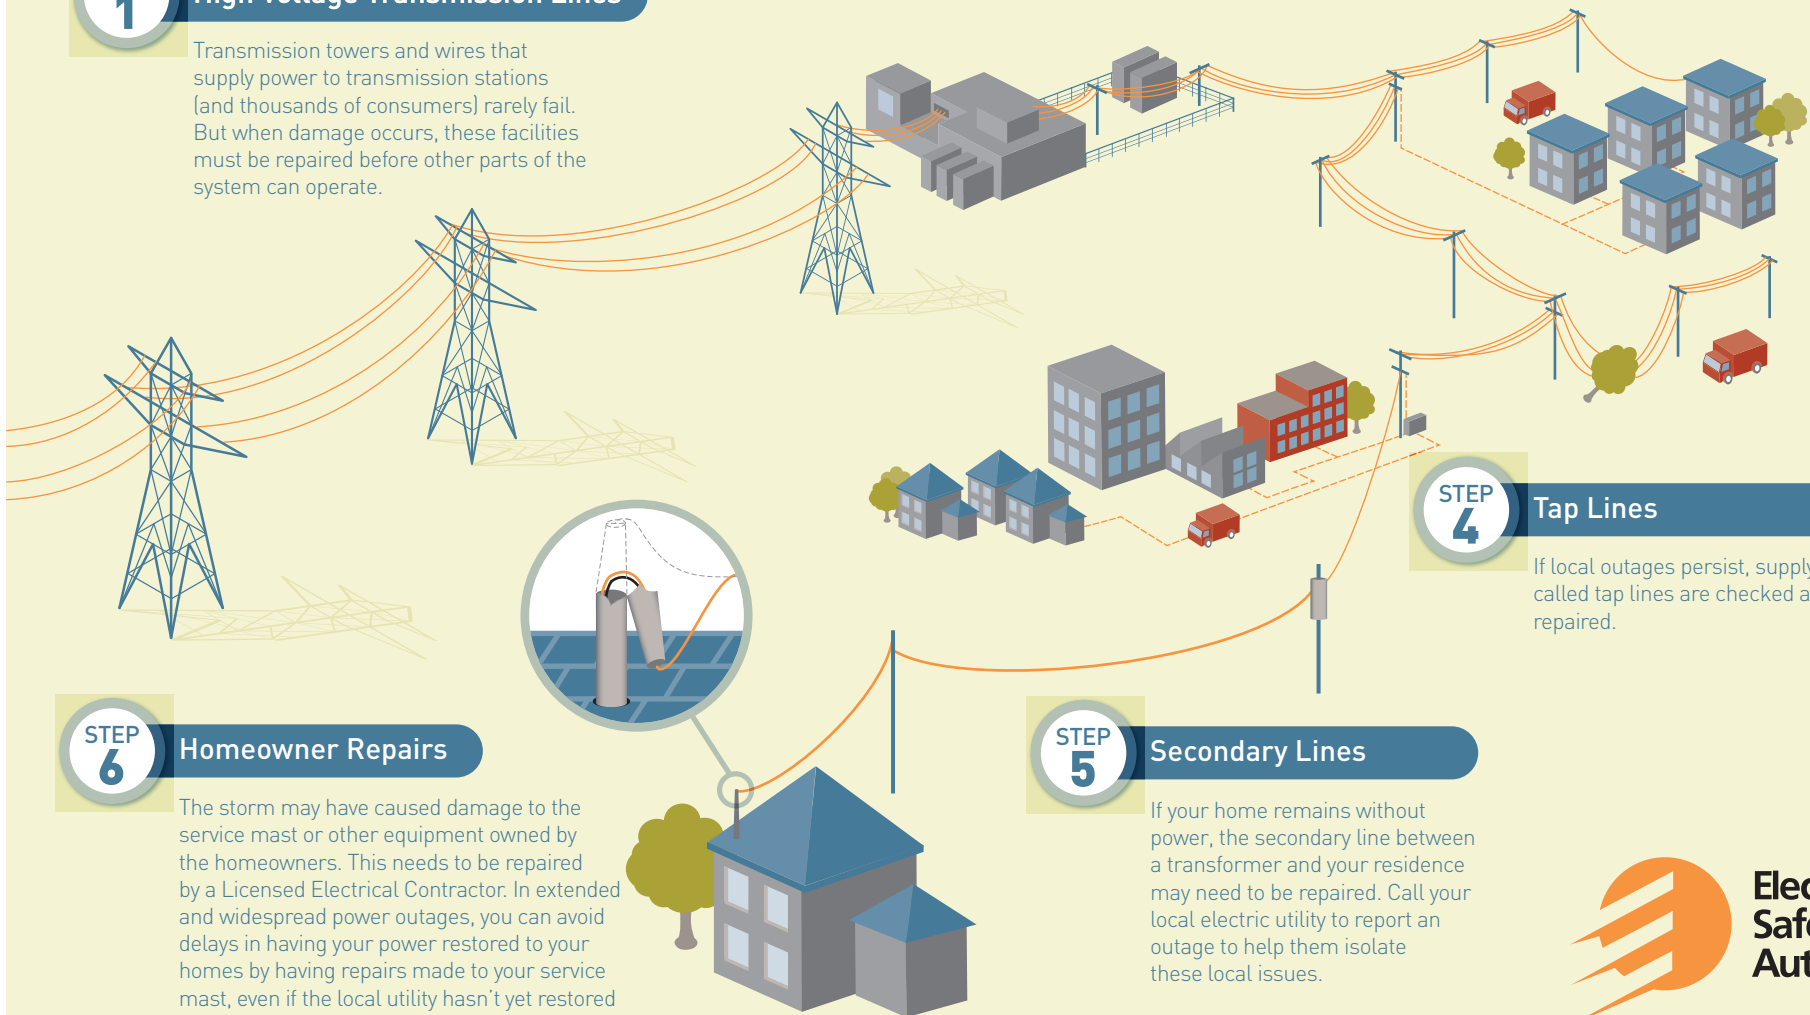 1
High Voltage Transmission Lines
Transmission towers and wires that
supply power to transmission stations
(and thousands of consumers) rarely fail.
But when damage occurs, these facilities
must be repaired before other parts of the
system can operate.
STEP
4
Tap Lines
If local outages persist, supply
called tap lines are checked a
repaired.
STEP
6
Homeowner Repairs
The storm may have caused damage to the
service mast or other equipment owned by
the homeowners. This needs to be repaired
by a Licensed Electrical Contractor. In extended
and widespread power outages, you can avoid
delays in having your power restored to your
homes by having repairs made to your service
mast, even if the local utility hasn't yet restored
STEP
5
Secondary Lines
If your home remains without
power, the secondary line between
a transformer and your residence
may need to be repaired. Call your
local electric utility to report an
outage to help them isolate
these local issues.
Elec
Safe
Aut